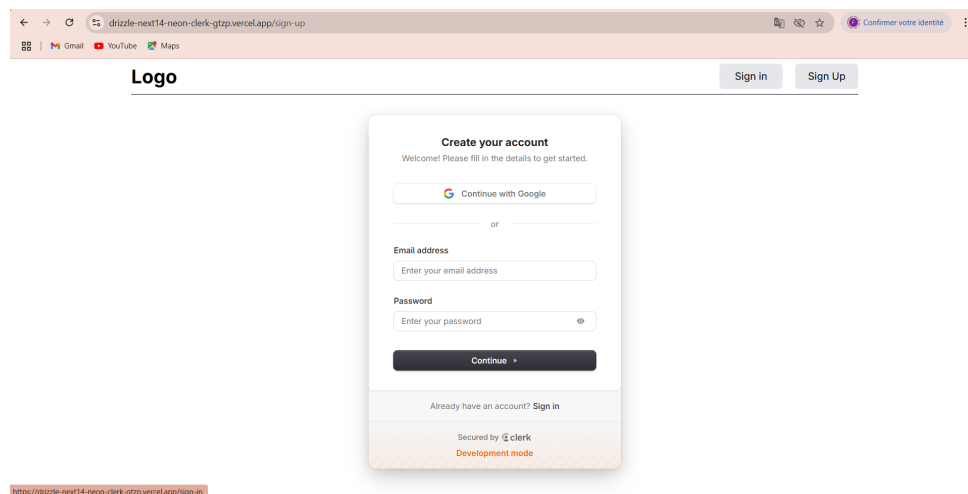 drizzle-next14-neon-clerk-gtzp.vercel.app/sign-up
Confirmer votre identité
Gmail YouTube Maps
Logo
Sign in Sign Up
Create your account
Welcome! Please fill in the details to get started.
Continue with Google
or
Email address
Enter your email address
Password
Enter your password
Continue
Already have an account? Sign in
Secured by clerk
Development mode
https://drizzle-next14-neon-clerk-gtzp.vercel.app/sign-in